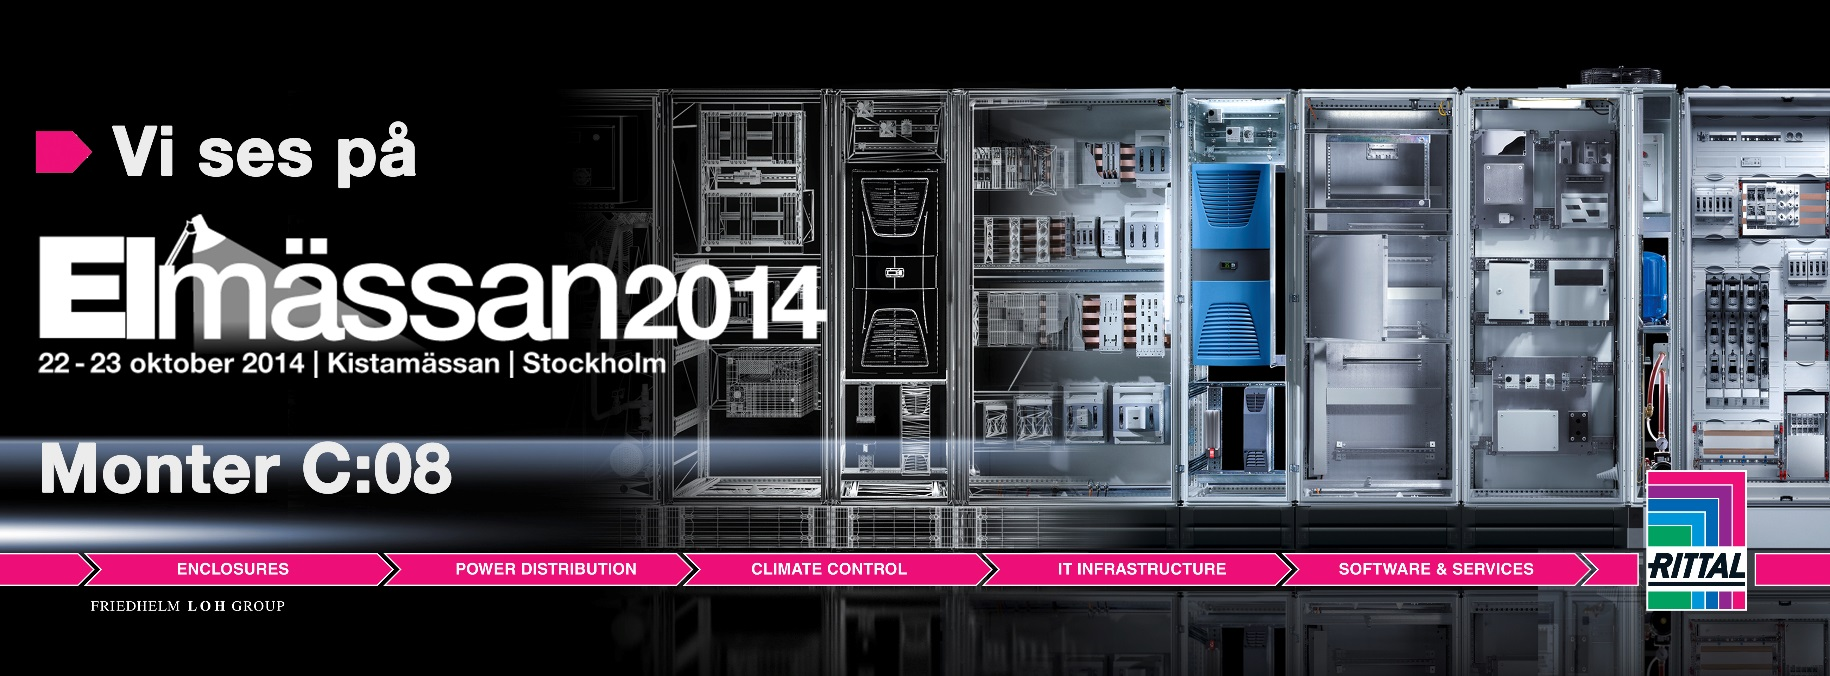 Vi ses på
Elmässan2014
22 - 23 oktober 2014 | Kistamässan | Stockholm
Monter C:08
ENCLOSURES
POWER DISTRIBUTION
CLIMATE CONTROL
IT INFRASTRUCTURE
SOFTWARE & SERVICES
RITTAL
FRIEDHELM LOH GROUP